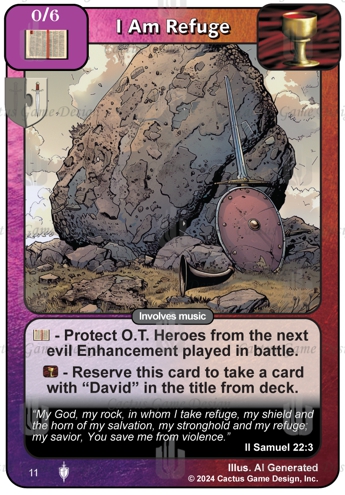 0/6
I Am Refuge
Involves music
- Protect O.T. Heroes from the next
evil Enhancement played in battle.
- Reserve this card to take a card
with “David” in the title from deck.
“My God, my rock, in whom I take refuge, my shield and
the horn of my salvation, my stronghold and my refuge,
my savior, You save me from violence.”
II Samuel 22:3
11
Illus. AI Generated
© 2024 Cactus Game Design, Inc.